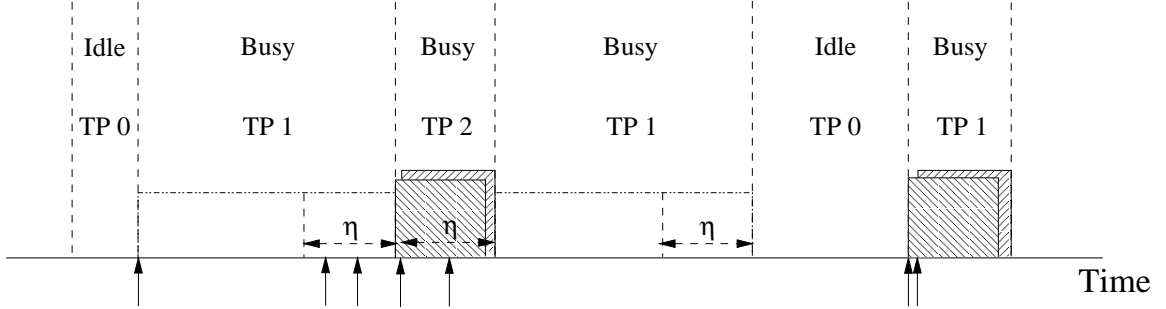 Idle Busy Busy Busy Idle Busy
TP 0 TP 1 TP 2 TP 1 TP 0 TP 1
η η η
Time